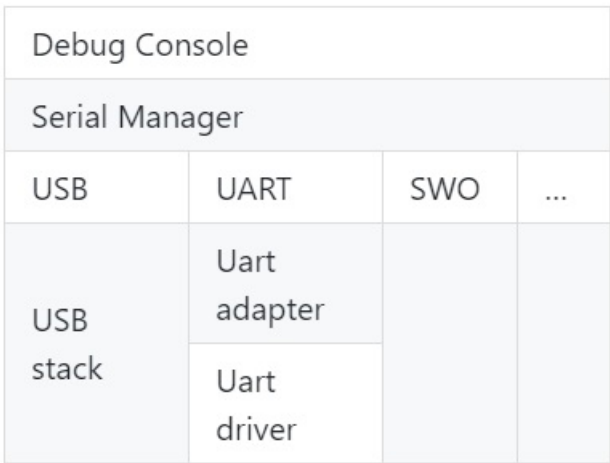 Debug Console
Serial Manager
USB
UART
SWO
...
USB
stack
Uart
adapter
Uart
driver